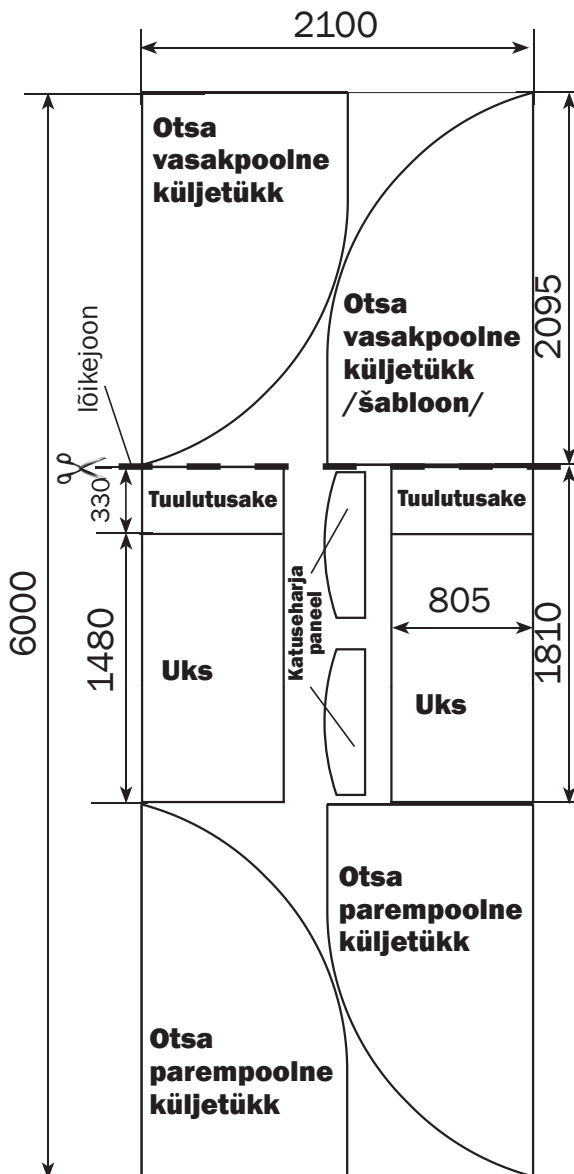 2100
Otsa
vasakpoolne
küljetükk
Otsa
vasakpoolne
küljetükk
/šabloon/
2095
lõikejoon
330
Tuulutusake
Tuulutusake
6000
1480
Katuseharja
paneel
805
1810
Uks
Uks
Otsa
parempoolne
küljetükk
Otsa
parempoolne
küljetükk